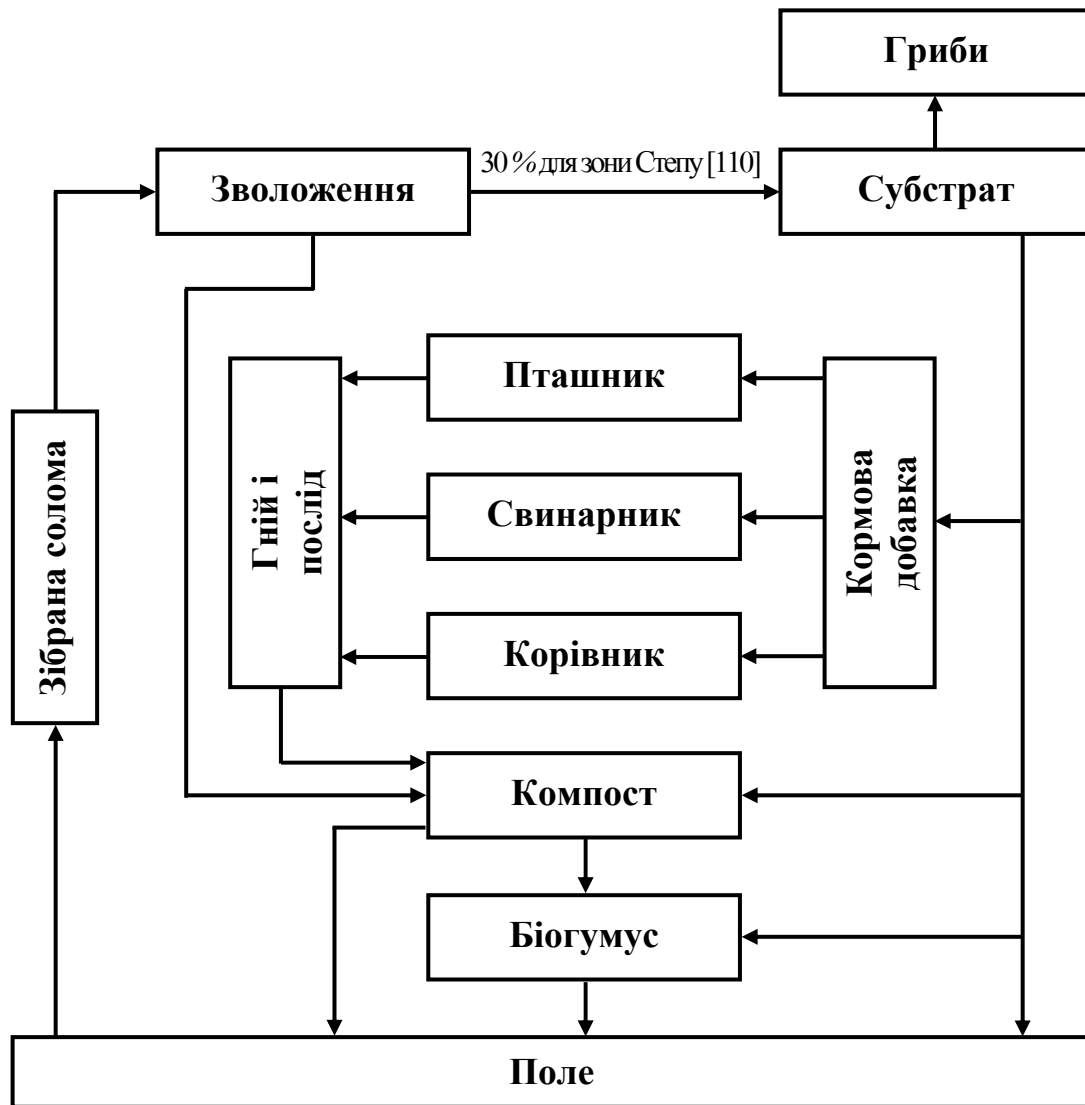 Гриби
30 % для зони Степу [110]
Зволоження
Субстрат
Пташник
Зібрана солома
Гній і
послід
Свинарник
Кормова
добавка
Корівник
Компост
Біогумус
Поле